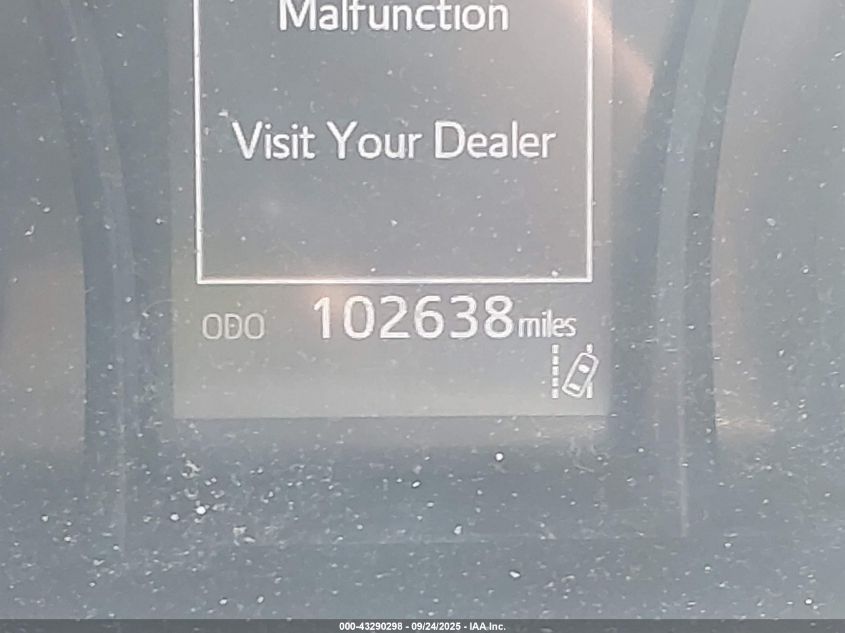 Malfunction
Visit Your Dealer
ODO 102638 miles
000-43290298 - 09/24/2025 - IAA Inc.